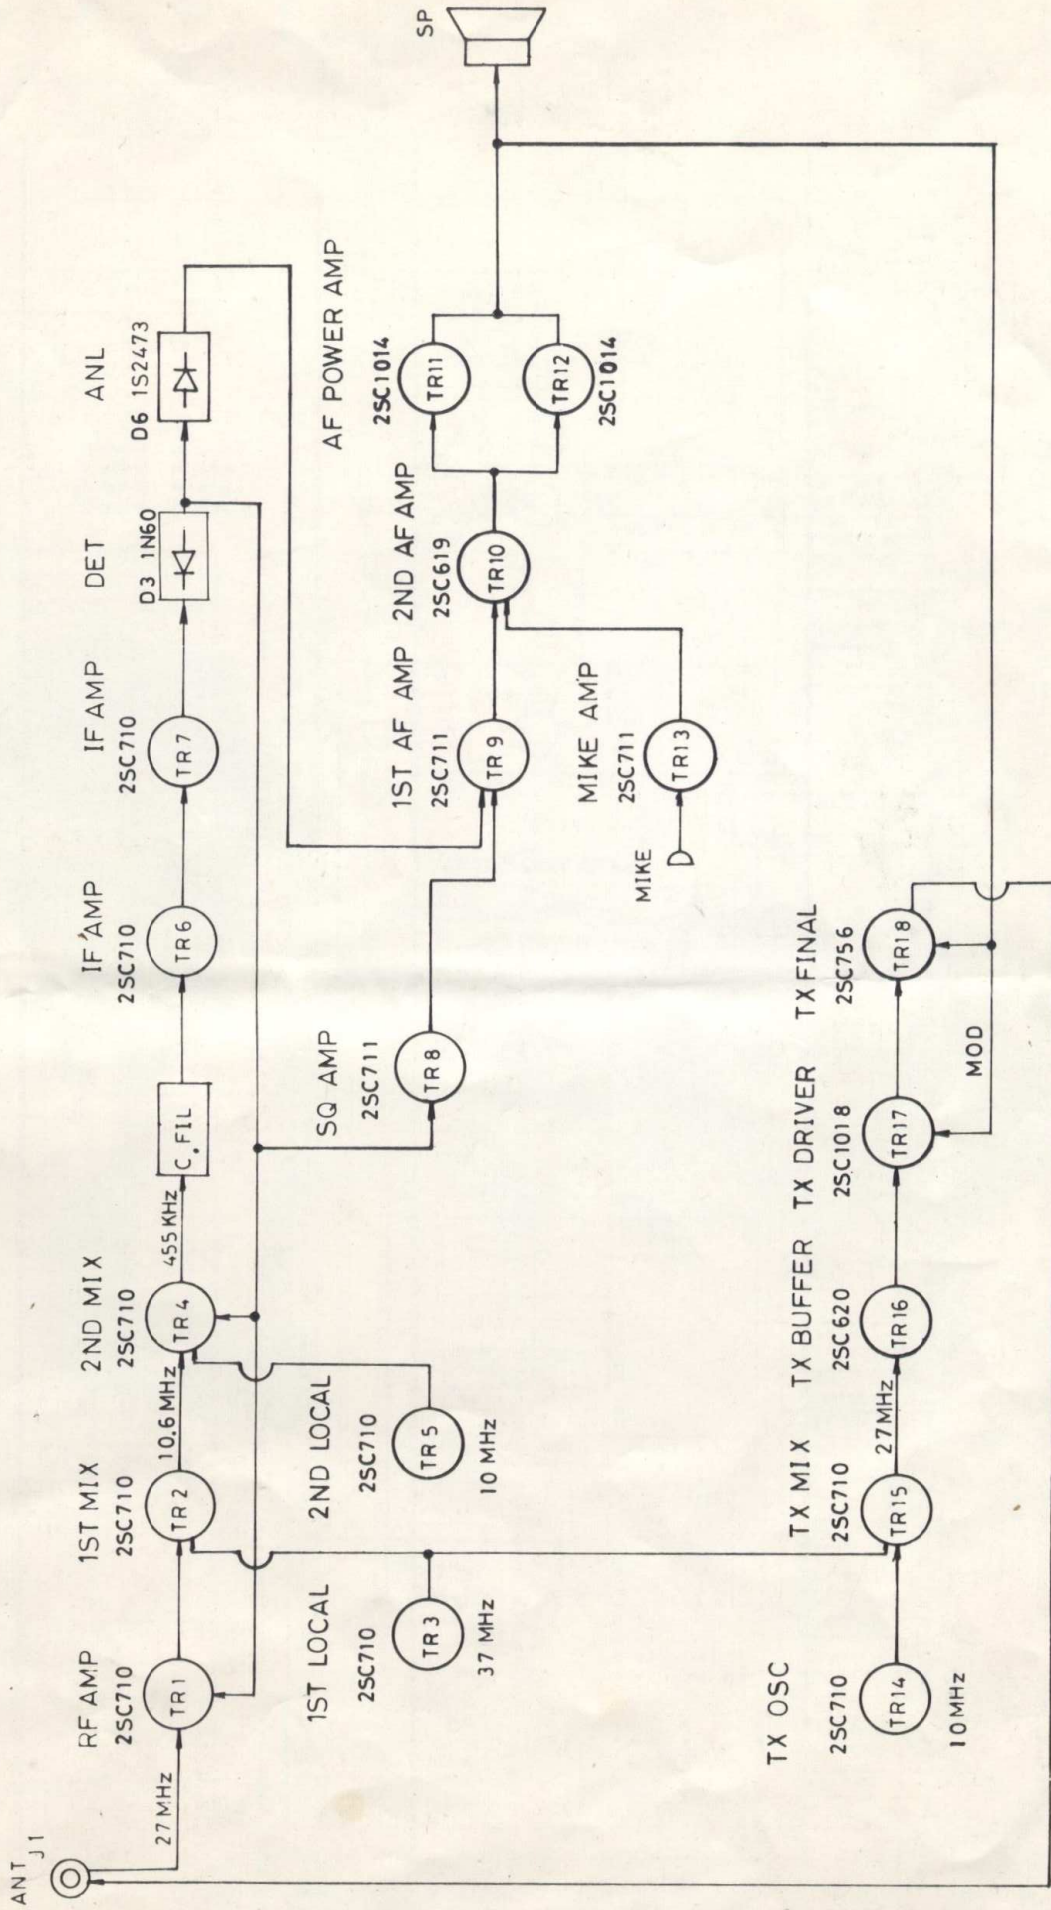 ANT J1
27MHz
RF AMP
2SC710
TR1
1ST MIX
2SC710
TR2
10.6MHz
2ND MIX
2SC710
TR4
455KHz
C.FIL
IF AMP
2SC710
TR6
IF AMP
2SC710
TR7
DET
D3 1N60
ANL
D6 1S2473
1ST LOCAL
2SC710
TR3
37 MHz
2ND LOCAL
2SC710
TR5
10 MHz
SQ AMP
2SC711
TR8
1ST AF AMP
2SC711
TR9
2ND AF AMP
2SC619
TR10
AF POWER AMP
2SC1014
TR11
TR12
2SC1014
SP
MIKE
MIKE AMP
2SC711
TR13
TX OSC
2SC710
TR14
10MHz
TX MIX
2SC710
TR15
27MHz
TX BUFFER
2SC620
TR16
TX DRIVER
2SC1018
TR17
TX FINAL
2SC756
TR18
MOD